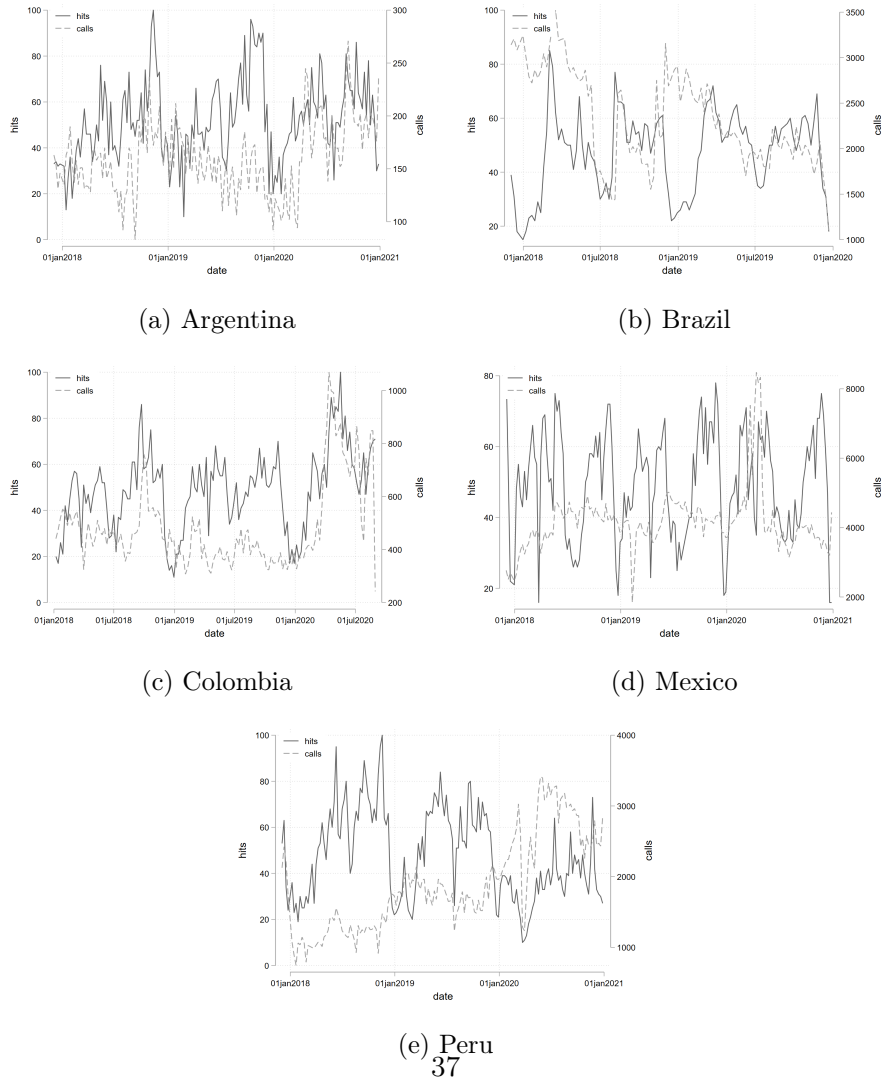 hits
calls
100
80
60
40
20
0
hits
300
250
200
150
100
calls
01jan2018 01jan2019 01jan2020 01jan2021
date
(a) Argentina
hits
calls
100
80
60
40
20
hits
3500
3000
2500
2000
1500
1000
calls
01jan2018 01jul2018 01jan2019 01jul2019 01jan2020
date
(b) Brazil
hits
calls
100
80
60
40
20
0
hits
1000
800
600
400
200
calls
01jan2018 01jul2018 01jan2019 01jul2019 01jan2020 01jul2020
date
(c) Colombia
hits
calls
80
60
40
20
hits
8000
6000
4000
2000
calls
01jan2018 01jan2019 01jan2020 01jan2021
date
(d) Mexico
hits
calls
100
80
60
40
20
0
hits
4000
3000
2000
1000
calls
01jan2018 01jan2019 01jan2020 01jan2021
date
(e) Peru
37